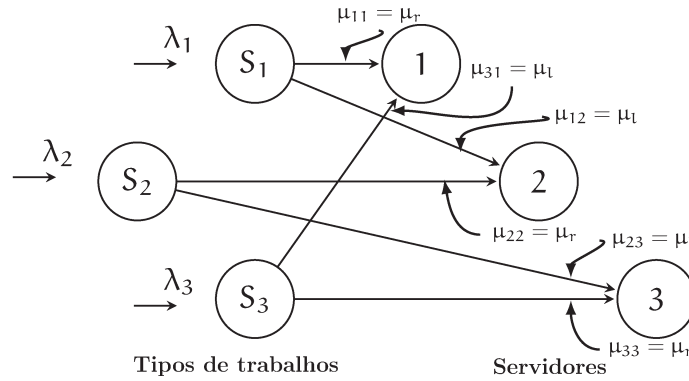 λ₁
S₁
μ₁₁ = μᵣ
1
μ₃₁ = μₗ
μ₁₂ = μₗ
λ₂
S₂
2
μ₂₂ = μᵣ
μ₂₃ = μ
λ₃
S₃
3
μ₃₃ = μᵣ
Tipos de trabalhos
Servidores